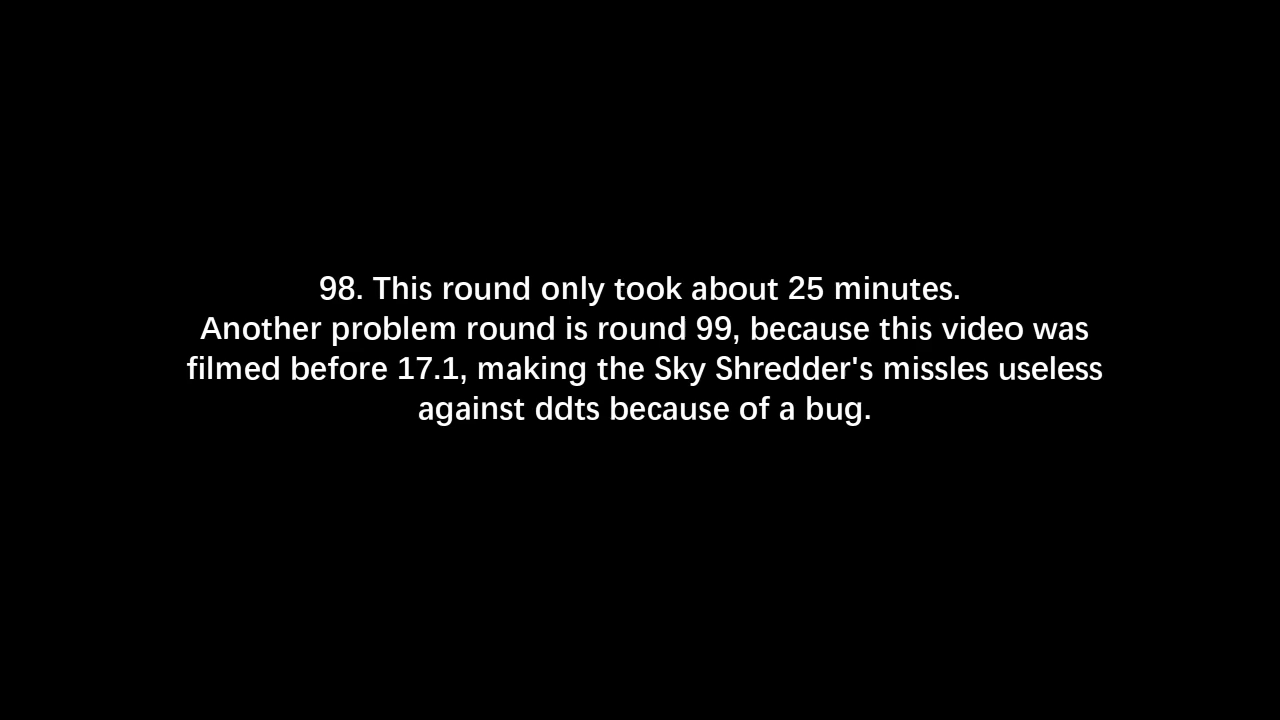 98. This round only took about 25 minutes.
Another problem round is round 99, because this video was
filmed before 17.1, making the Sky Shredder's missles useless
against ddts because of a bug.